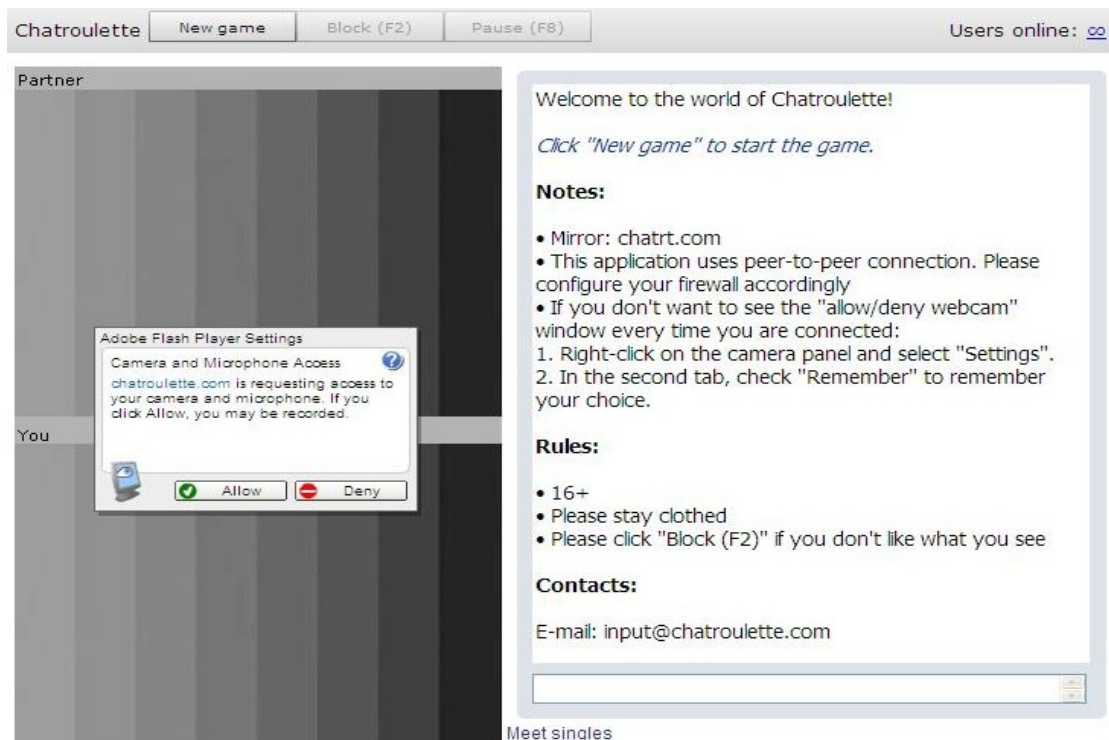 Chatroulette New game Block (F2) Pause (F8) Users online: ∞
Partner
Adobe Flash Player Settings
Camera and Microphone Access
chatroulette.com is requesting access to
your camera and microphone. If you
click Allow, you may be recorded.
Allow Deny
You
Welcome to the world of Chatroulette!
Click "New game" to start the game.
Notes:
• Mirror: chatrt.com
• This application uses peer-to-peer connection. Please
configure your firewall accordingly
• If you don't want to see the "allow/deny webcam"
window every time you are connected:
1. Right-click on the camera panel and select "Settings".
2. In the second tab, check "Remember" to remember
your choice.
Rules:
• 16+
• Please stay clothed
• Please click "Block (F2)" if you don't like what you see
Contacts:
E-mail: input@chatroulette.com
Meet singles